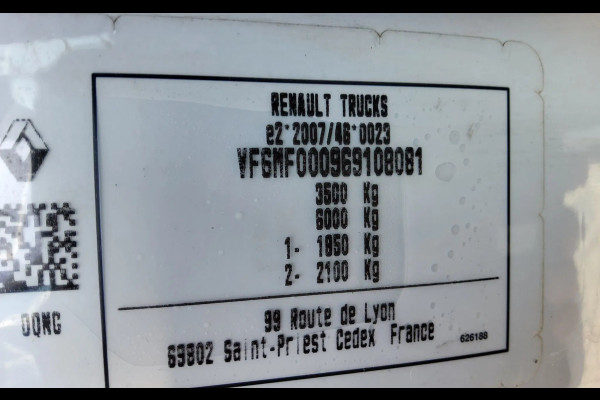 RENAULT TRUCKS
e2*2007/46*0023
VF6MF000969108081
3500 Kg
6000 Kg
1- 1850 Kg
2- 2100 Kg
99 Route de Lyon
69802 Saint-Priest Cedex France
626188
OQNG